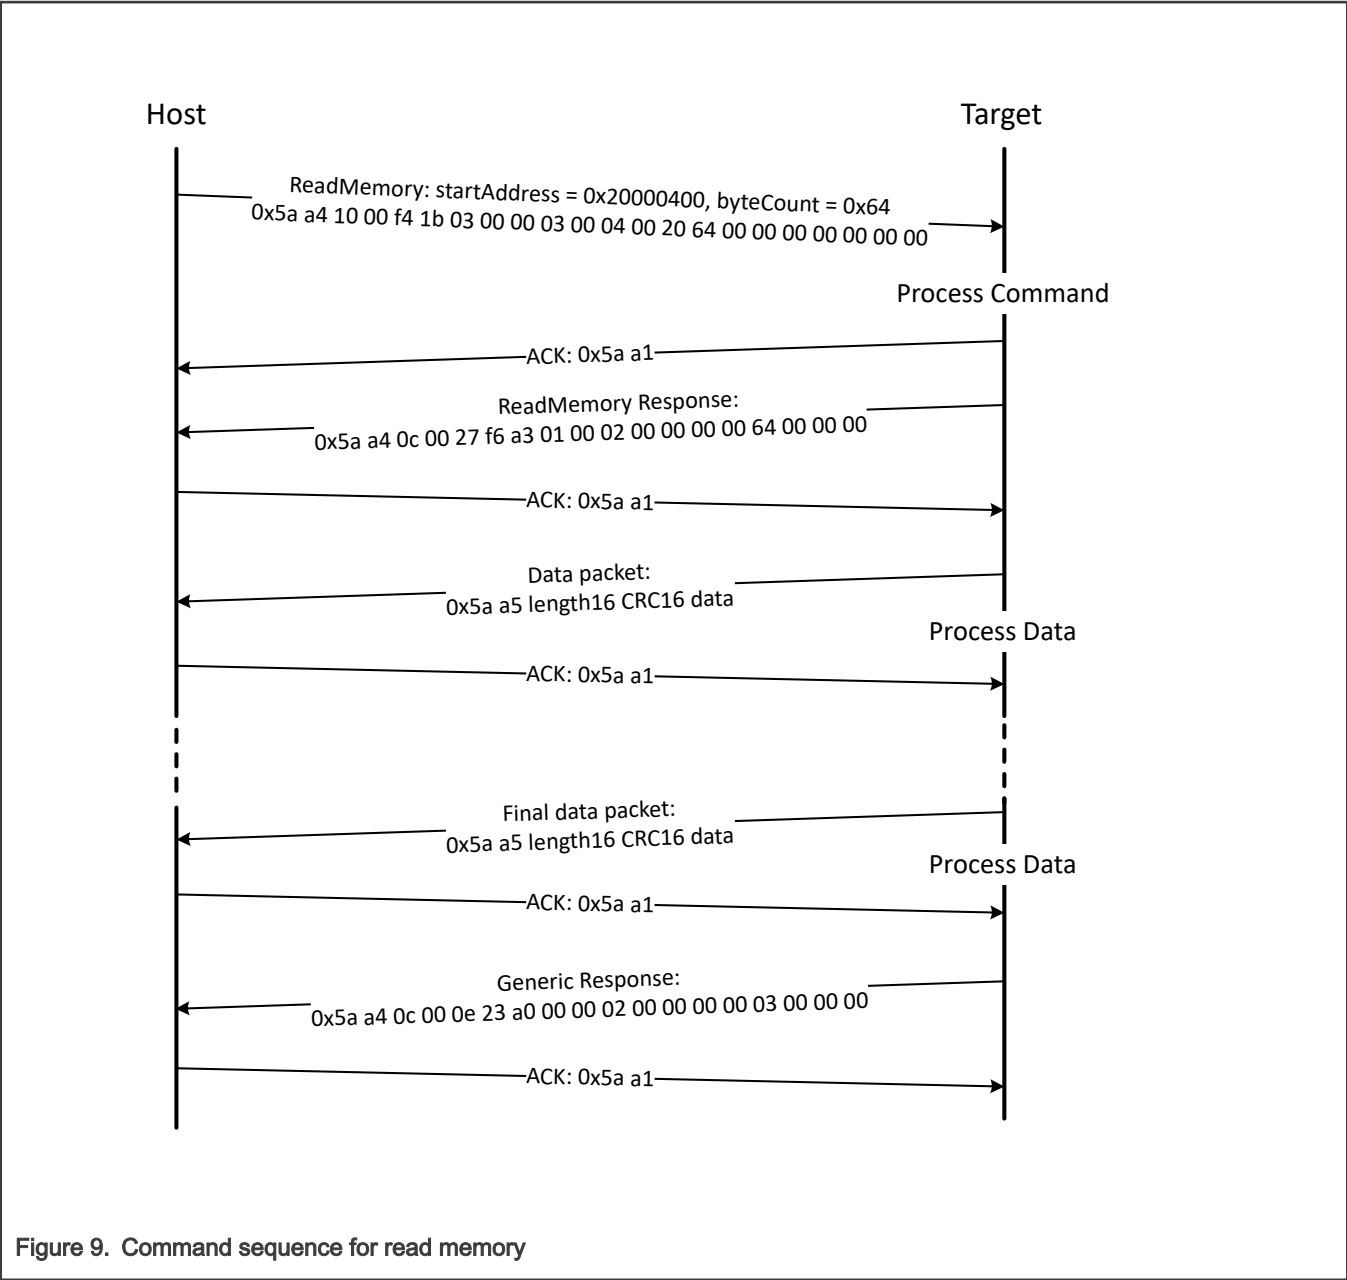 Host
Target
ReadMemory: startAddress = 0x20000400, byteCount = 0x64
0x5a a4 10 00 f4 1b 03 00 00 03 00 04 00 20 64 00 00 00 00 00 00 00
Process Command
ACK: 0x5a a1
ReadMemory Response:
0x5a a4 0c 00 27 f6 a3 01 00 02 00 00 00 00 64 00 00 00
ACK: 0x5a a1
Data packet:
0x5a a5 length16 CRC16 data
Process Data
ACK: 0x5a a1
Final data packet:
0x5a a5 length16 CRC16 data
Process Data
ACK: 0x5a a1
Generic Response:
0x5a a4 0c 00 0e 23 a0 00 00 02 00 00 00 00 03 00 00 00
ACK: 0x5a a1
Figure 9. Command sequence for read memory